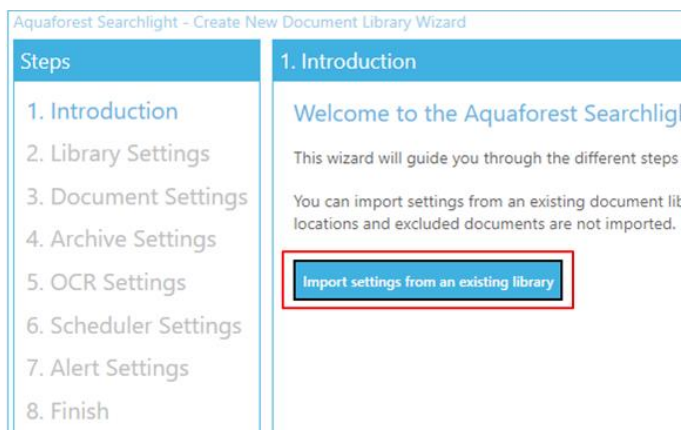 Aquaforest Searchlight - Create New Document Library Wizard
Steps
1. Introduction
2. Library Settings
3. Document Settings
4. Archive Settings
5. OCR Settings
6. Scheduler Settings
7. Alert Settings
8. Finish
1. Introduction
Welcome to the Aquaforest Searchligh
This wizard will guide you through the different steps
You can import settings from an existing document lib
locations and excluded documents are not imported.
Import settings from an existing library